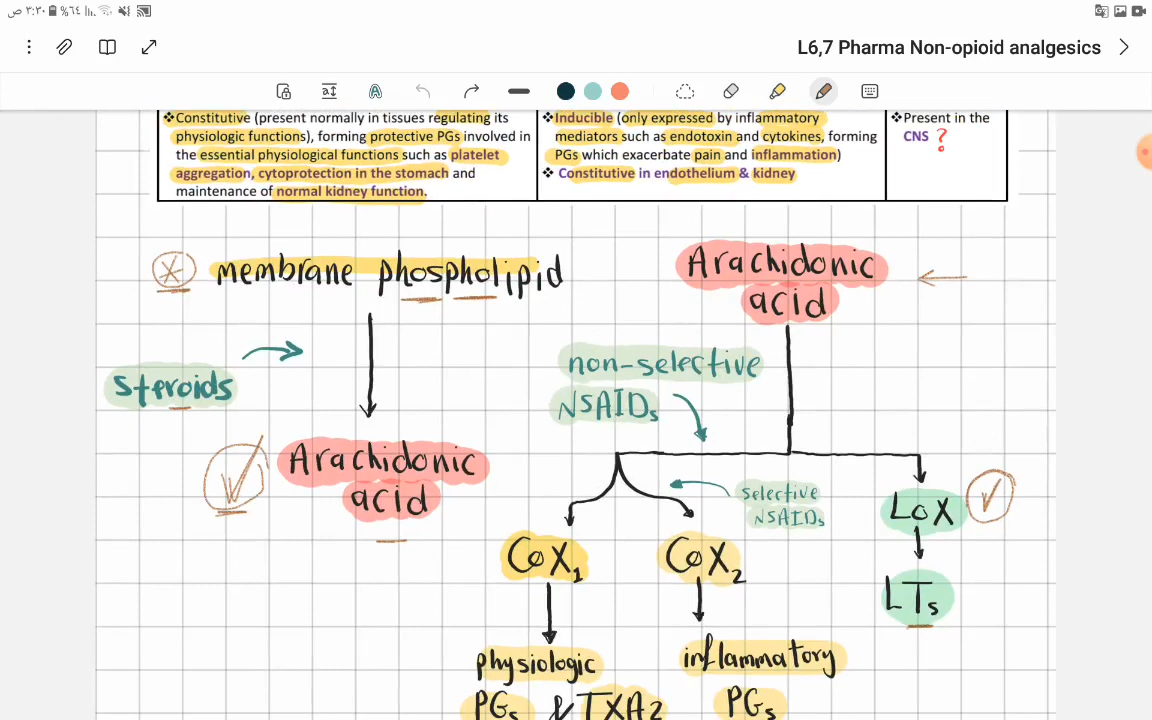 ص ٣:٣٠ ٪٦٤
L6,7 Pharma Non-opioid analgesics
❖Constitutive (present normally in tissues regulating its
physiologic functions), forming protective PGs involved in
the essential physiological functions such as platelet
aggregation, cytoprotection in the stomach and
maintenance of normal kidney function.
❖Inducible (only expressed by inflammatory
mediators such as endotoxin and cytokines, forming
PGs which exacerbate pain and inflammation)
❖ Constitutive in endothelium & kidney
❖Present in the
CNS ?
membrane phospholipid
Steroids
Arachidonic
acid
Arachidonic
acid
non-selective
NSAIDs
selective
NSAIDs
COX1
COX2
LOX
LTs
physiologic
PGs & TXA2
inflammatory
PGs